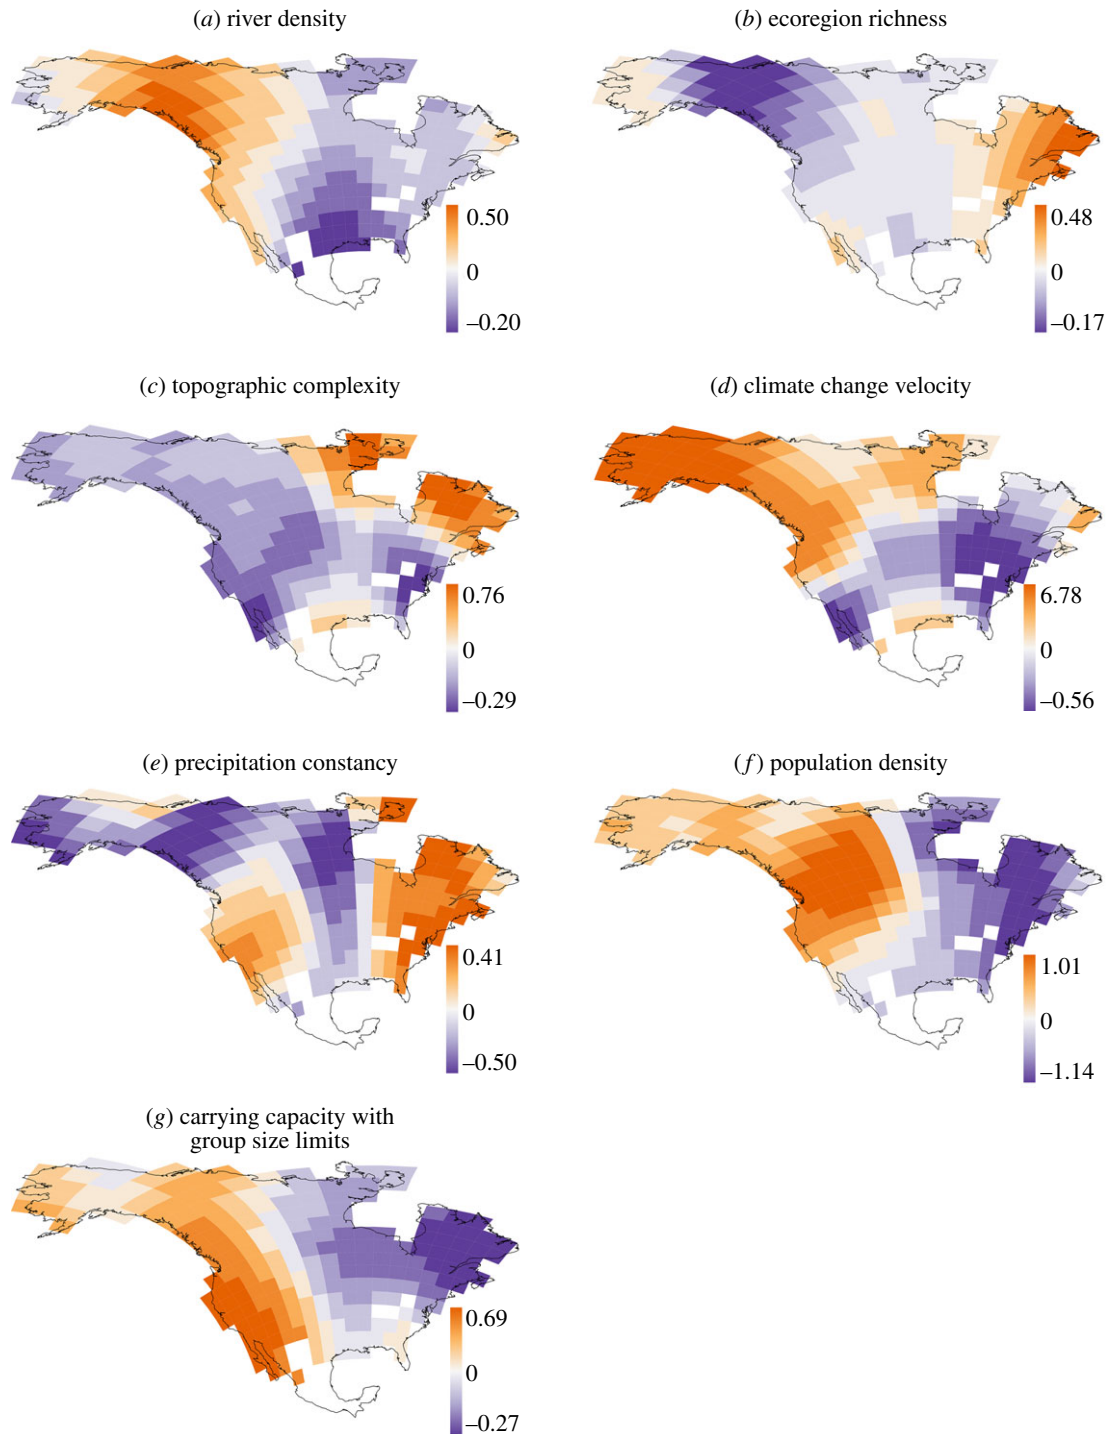 (a) river density
0.50
0
–0.20
(b) ecoregion richness
0.48
0
–0.17
(c) topographic complexity
0.76
0
–0.29
(d) climate change velocity
6.78
0
–0.56
(e) precipitation constancy
0.41
0
–0.50
(f) population density
1.01
0
–1.14
(g) carrying capacity with
group size limits
0.69
0
–0.27